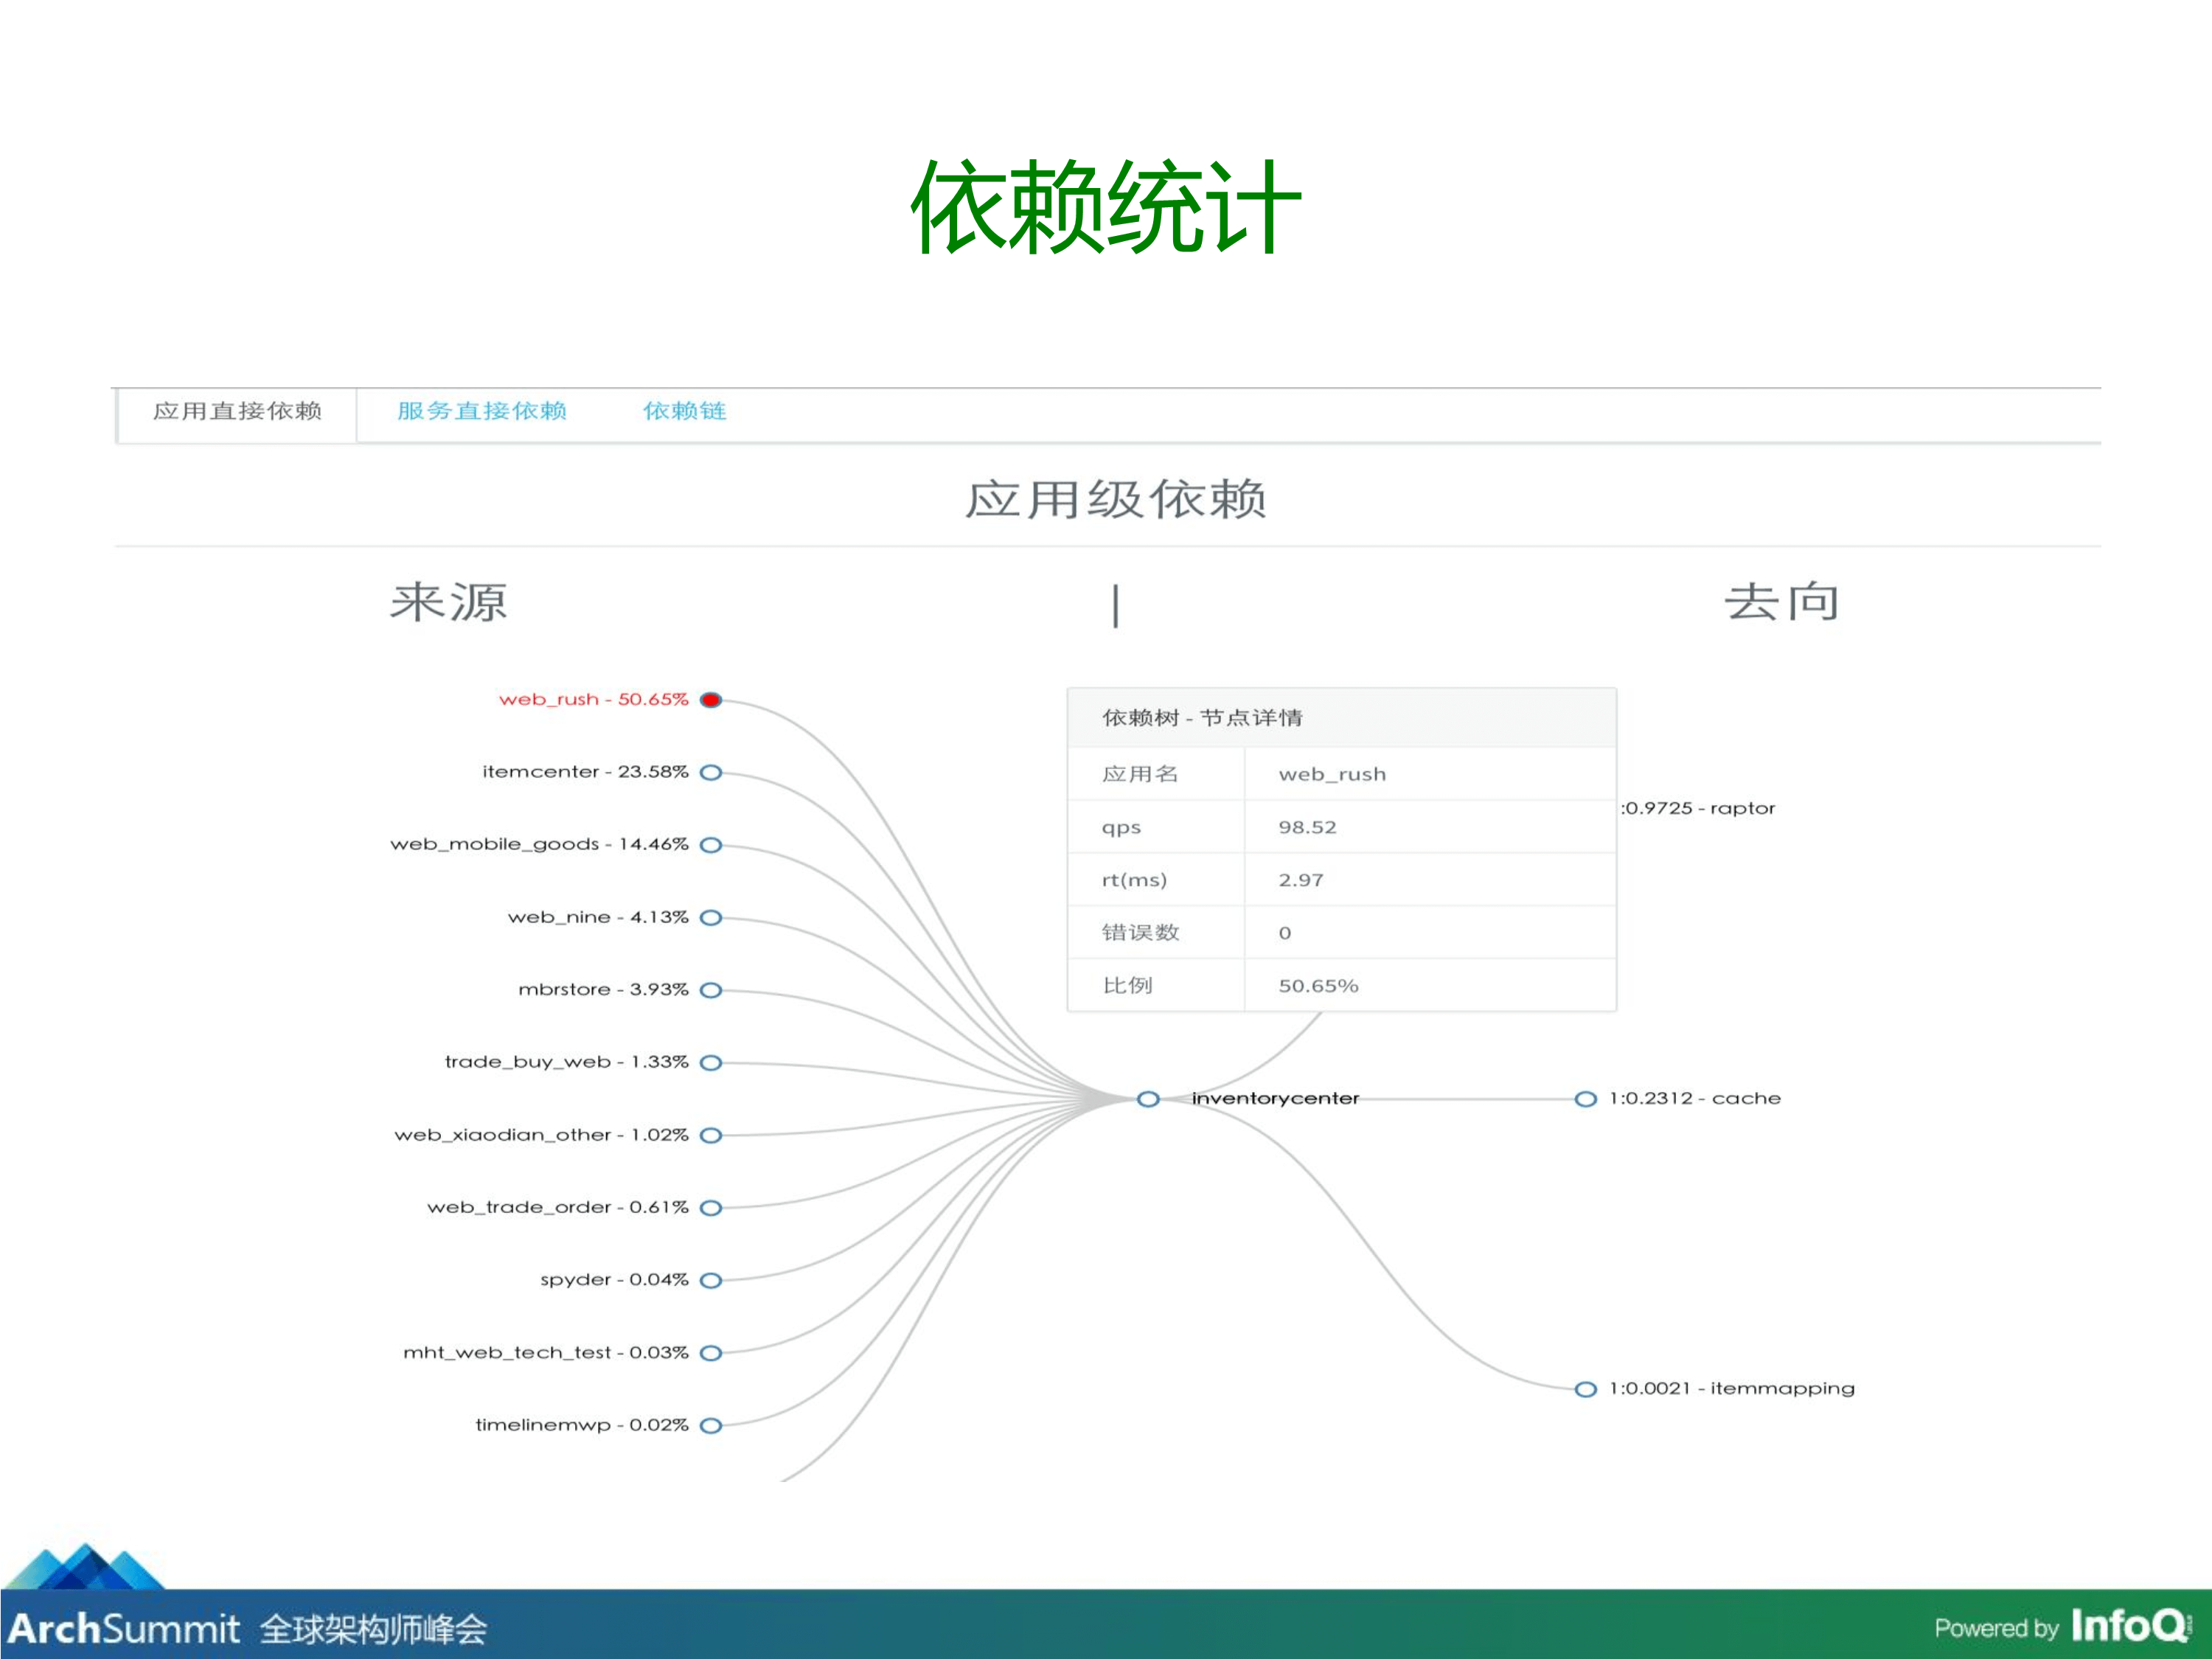 依赖统计
应用直接依赖 服务直接依赖 依赖链
应用级依赖
来源 | 去向
web_rush - 50.65%
itemcenter - 23.58%
web_mobile_goods - 14.46%
web_nine - 4.13%
mbrstore - 3.93%
trade_buy_web - 1.33%
web_xiaodian_other - 1.02%
web_trade_order - 0.61%
spyder - 0.04%
mht_web_tech_test - 0.03%
timelinemwp - 0.02%
依赖树 - 节点详情
应用名 web_rush
qps 98.52
rt(ms) 2.97
错误数 0
比例 50.65%
inventorycenter
:0.9725 - raptor
1:0.2312 - cache
1:0.0021 - itemmapping
ArchSummit 全球架构师峰会
Powered by InfoQ